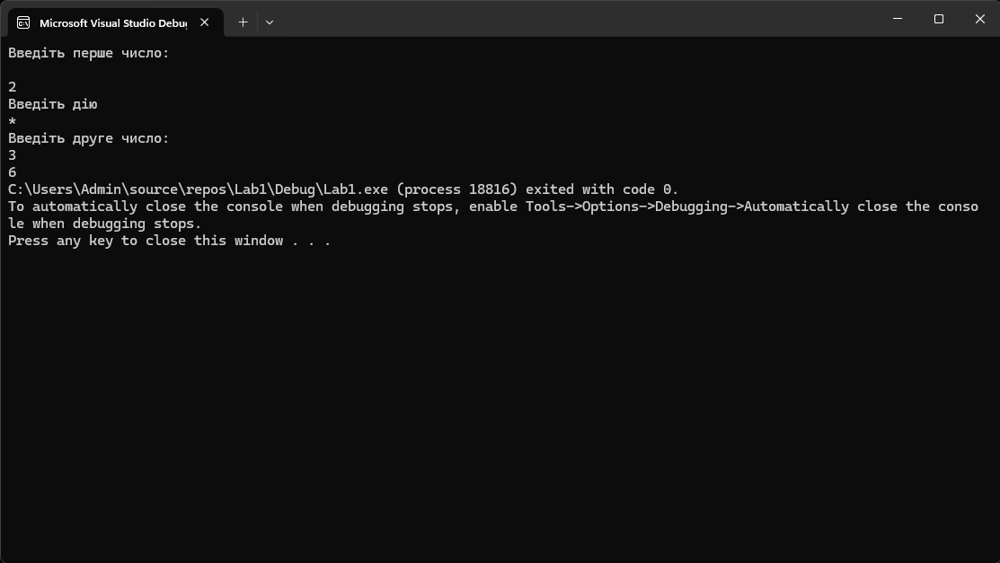 Microsoft Visual Studio Debu
Введіть перше число:
2
Введіть дію
*
Введіть друге число:
3
6
C:\Users\Admin\source\repos\Lab1\Debug\Lab1.exe (process 18816) exited with code 0.
To automatically close the console when debugging stops, enable Tools->Options->Debugging->Automatically close the conso
le when debugging stops.
Press any key to close this window . . .